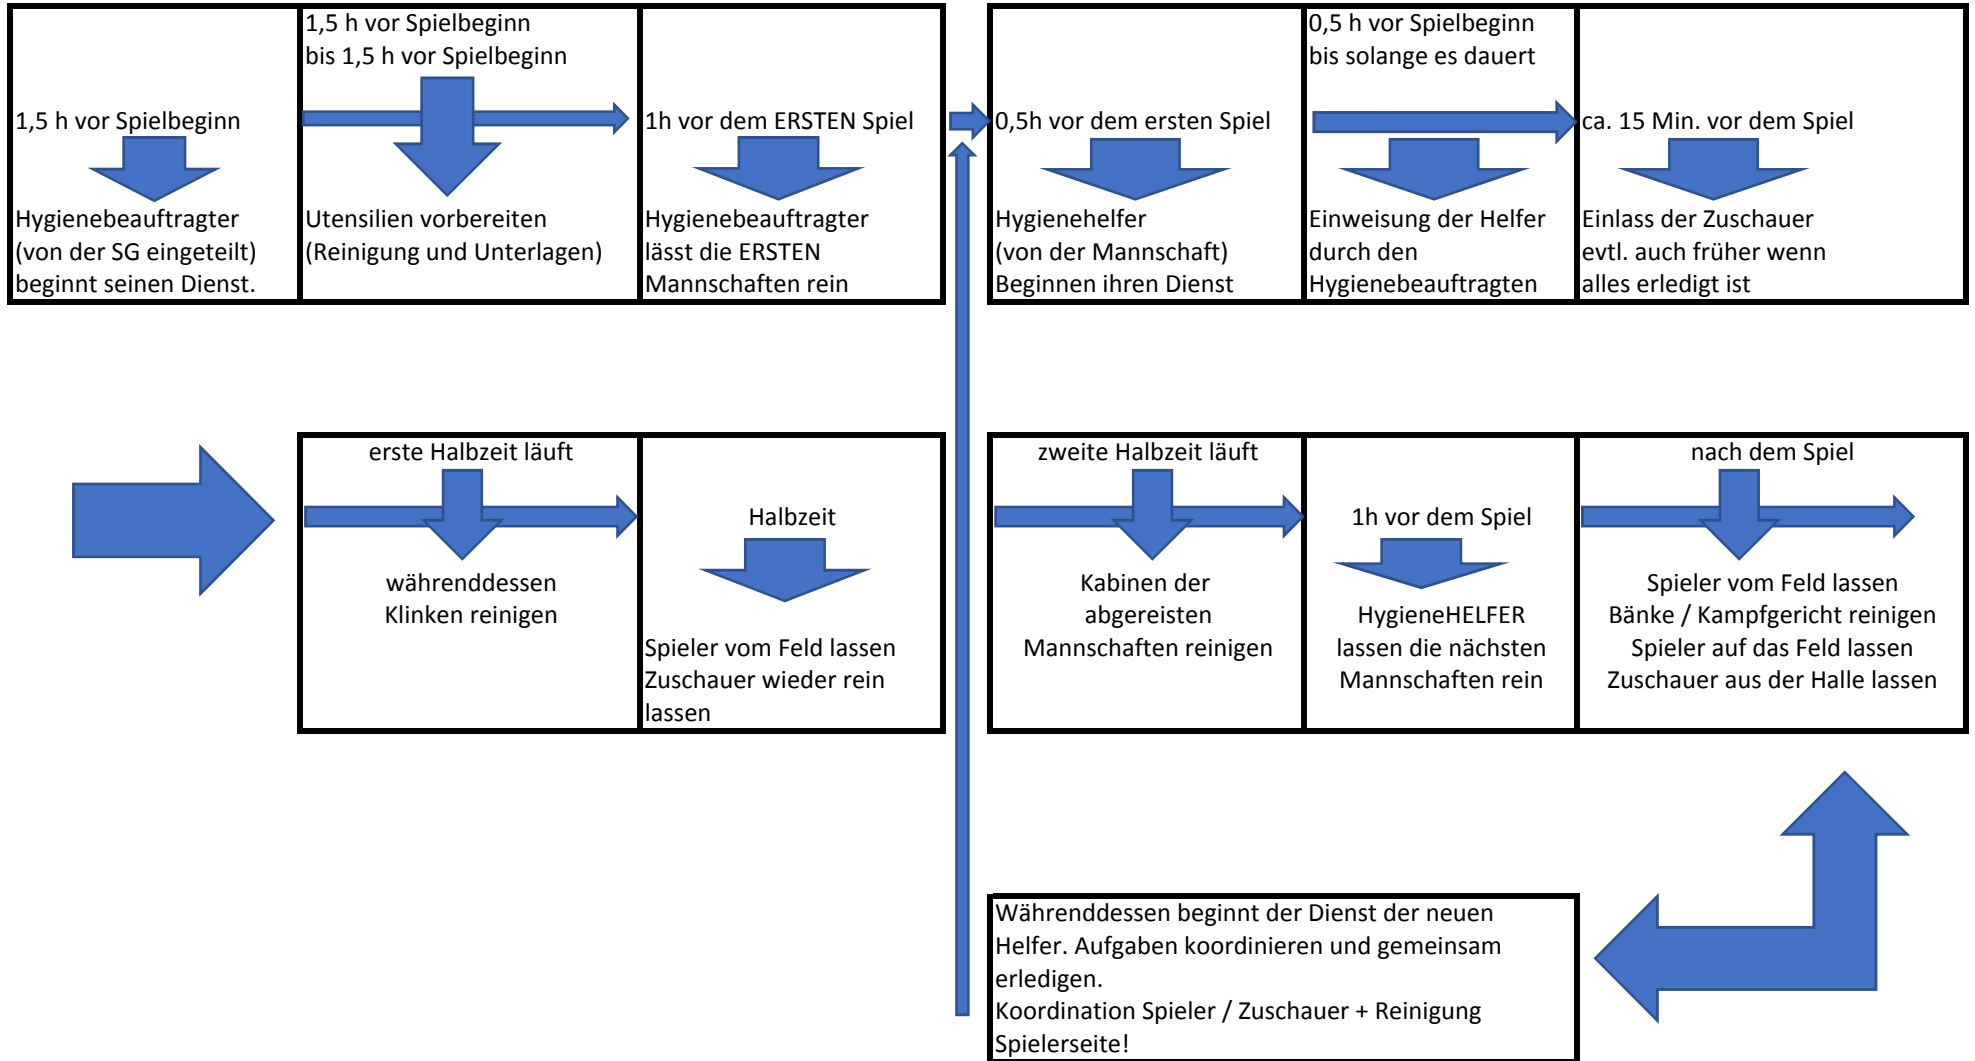 1,5 h vor Spielbeginn
Hygienebeauftragter
(von der SG eingeteilt)
beginnt seinen Dienst.
1,5 h vor Spielbeginn
bis 1,5 h vor Spielbeginn
Utensilien vorbereiten
(Reinigung und Unterlagen)
1h vor dem ERSTEN Spiel
Hygienebeauftragter
lässt die ERSTEN
Mannschaften rein
0,5h vor dem ersten Spiel
Hygienehelfer
(von der Mannschaft)
Beginnen ihren Dienst
0,5 h vor Spielbeginn
bis solange es dauert
Einweisung der Helfer
durch den
Hygienebeauftragten
ca. 15 Min. vor dem Spiel
Einlass der Zuschauer
evtl. auch früher wenn
alles erledigt ist
erste Halbzeit läuft
währenddessen
Klinken reinigen
Halbzeit
Spieler vom Feld lassen
Zuschauer wieder rein
lassen
zweite Halbzeit läuft
Kabinen der
abgereisten
Mannschaften reinigen
1h vor dem Spiel
HygieneHELFER
lassen die nächsten
Mannschaften rein
nach dem Spiel
Spieler vom Feld lassen
Bänke / Kampfgericht reinigen
Spieler auf das Feld lassen
Zuschauer aus der Halle lassen
Währenddessen beginnt der Dienst der neuen
Helfer. Aufgaben koordinieren und gemeinsam
erledigen.
Koordination Spieler / Zuschauer + Reinigung
Spielerseite!